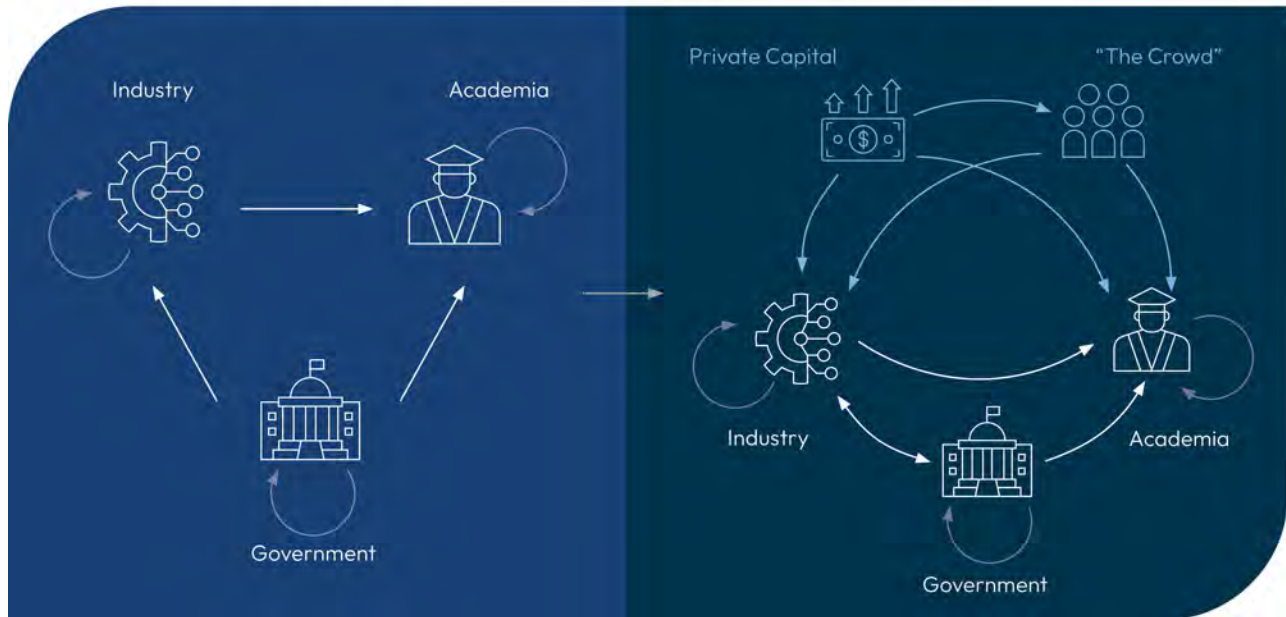 Industry
Academia
Government
Private Capital
“The Crowd”
$
Industry
Academia
Government